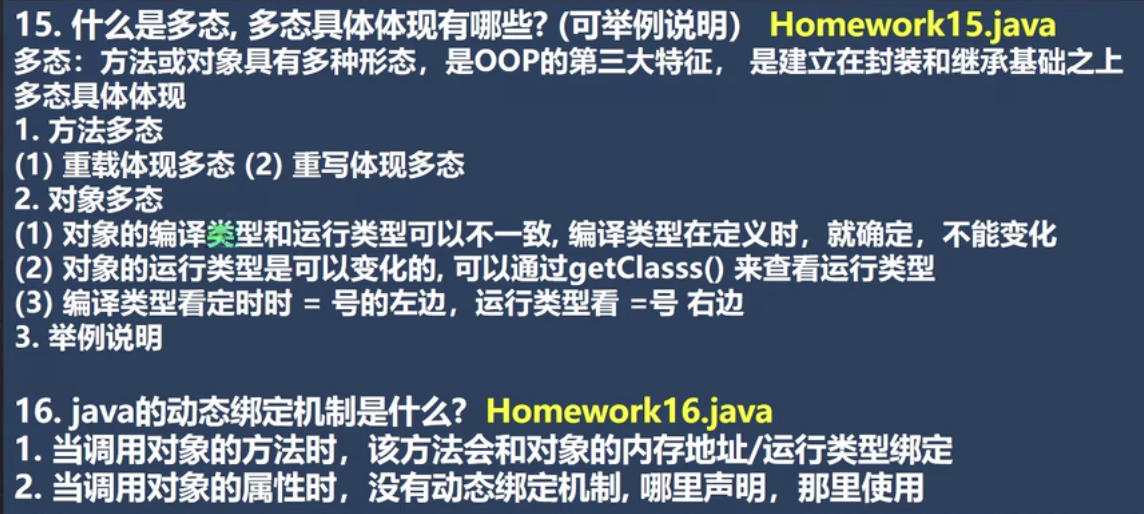 15. 什么是多态, 多态具体体现有哪些? (可举例说明) Homework15.java
多态：方法或对象具有多种形态，是OOP的第三大特征， 是建立在封装和继承基础之上
多态具体体现
1. 方法多态
(1) 重载体现多态 (2) 重写体现多态
2. 对象多态
(1) 对象的编译类型和运行类型可以不一致, 编译类型在定义时，就确定，不能变化
(2) 对象的运行类型是可以变化的, 可以通过getClasss() 来查看运行类型
(3) 编译类型看定时时 = 号的左边，运行类型看 =号 右边
3. 举例说明
16. java的动态绑定机制是什么? Homework16.java
1. 当调用对象的方法时，该方法会和对象的内存地址/运行类型绑定
2. 当调用对象的属性时，没有动态绑定机制, 哪里声明，那里使用